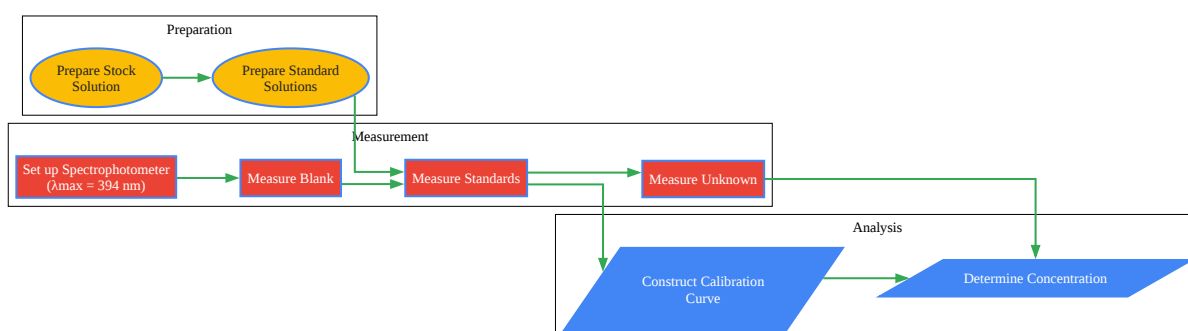 Preparation
Prepare Stock
Solution
Prepare Standard
Solutions
Measurement
Set up Spectrophotometer
(λmax = 394 nm)
Measure Blank
Measure Standards
Measure Unknown
Analysis
Construct Calibration
Curve
Determine Concentration